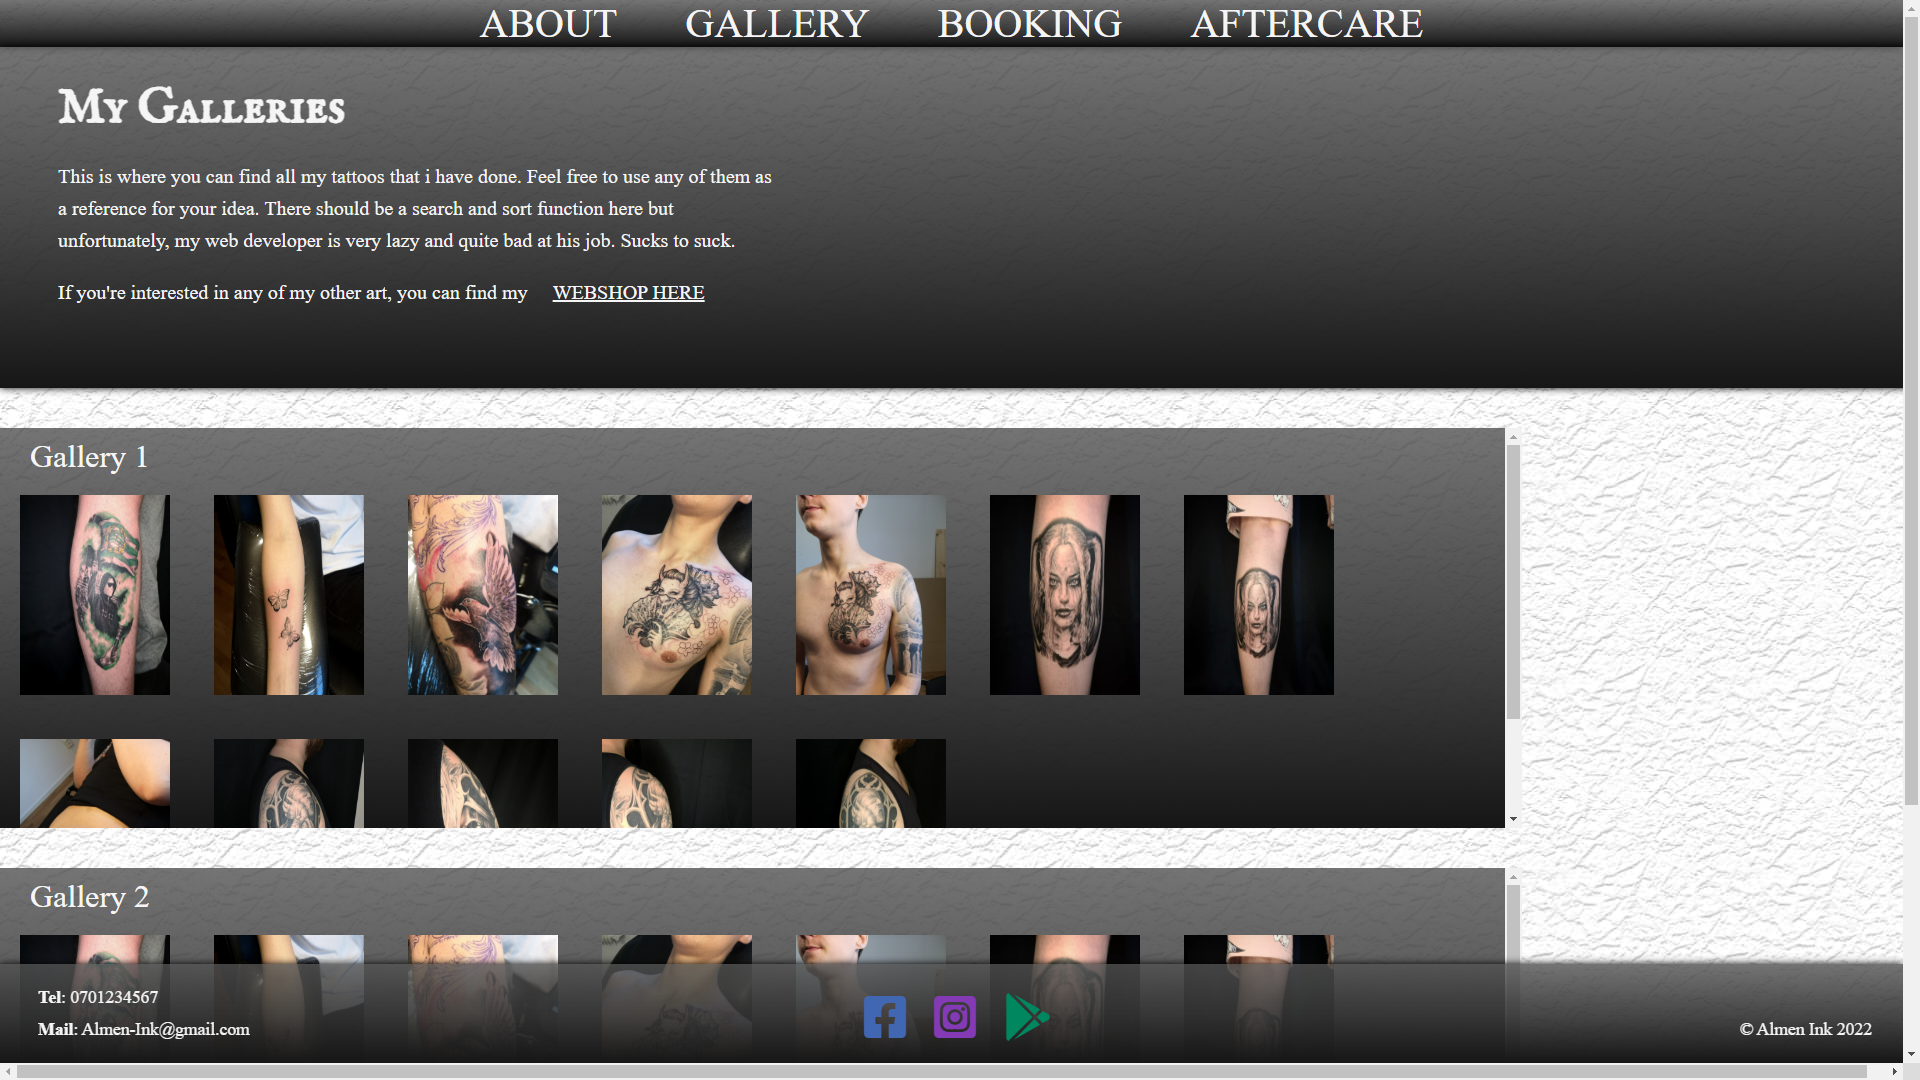 ABOUT GALLERY BOOKING AFTERCARE
My Galleries
This is where you can find all my tattoos that i have done. Feel free to use any of them as
a reference for your idea. There should be a search and sort function here but
unfortunately, my web developer is very lazy and quite bad at his job. Sucks to suck.
If you're interested in any of my other art, you can find my WEBSHOP HERE
Gallery 1
Gallery 2
Tel: 0701234567
Mail: Almen-Ink@gmail.com
© Almen Ink 2022